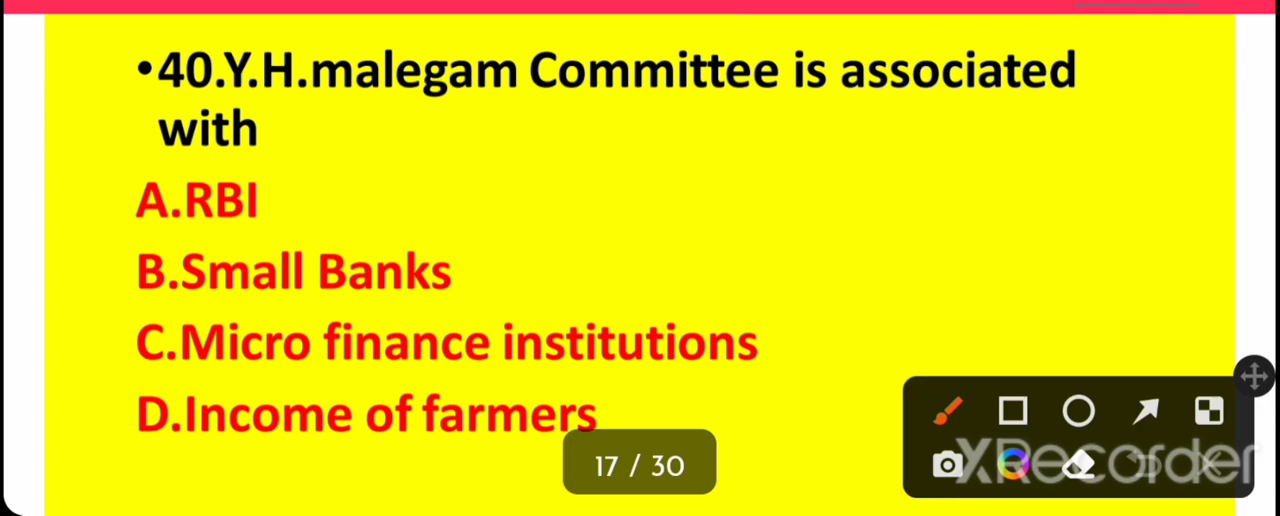 •40.Y.H.malegam Committee is associated
with
A.RBI
B.Small Banks
C.Micro finance institutions
D.Income of farmers
17 / 30
XRecorder